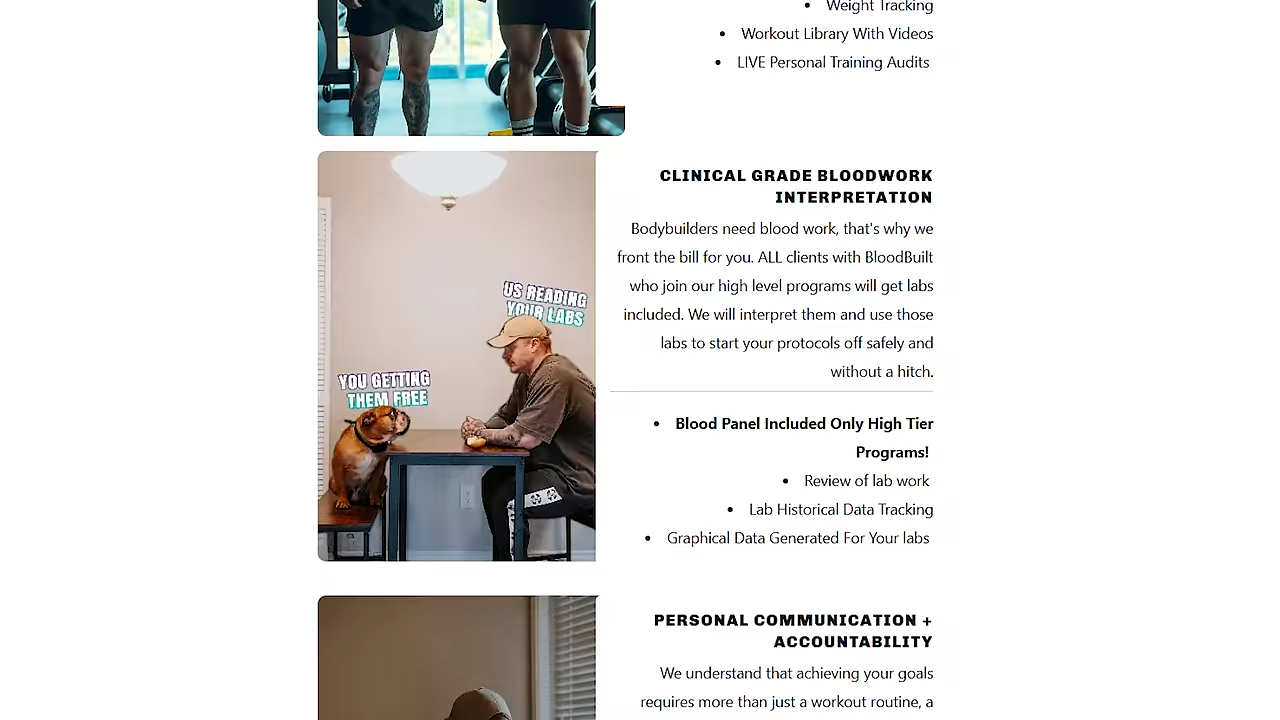 Weight Tracking
Workout Library With Videos
LIVE Personal Training Audits
CLINICAL GRADE BLOODWORK
INTERPRETATION
Bodybuilders need blood work, that's why we
front the bill for you. ALL clients with BloodBuilt
who join our high level programs will get labs
included. We will interpret them and use those
labs to start your protocols off safely and
without a hitch.
US READING
YOUR LABS
YOU GETTING
THEM FREE
Blood Panel Included Only High Tier
Programs!
Review of lab work
Lab Historical Data Tracking
Graphical Data Generated For Your labs
PERSONAL COMMUNICATION +
ACCOUNTABILITY
We understand that achieving your goals
requires more than just a workout routine, a